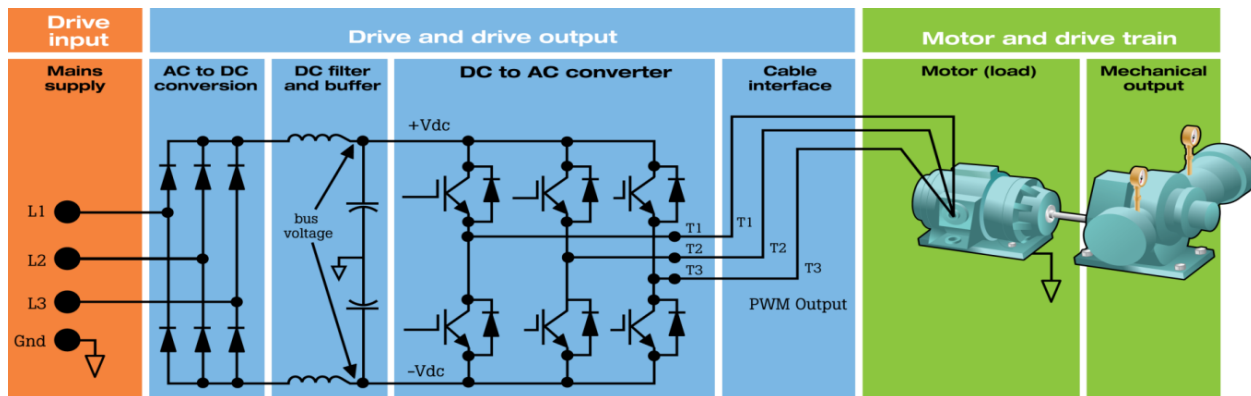 Drive
input
Drive and drive output
Motor and drive train
Mains
supply
AC to DC
conversion
DC filter
and buffer
DC to AC converter
Cable
interface
Motor (load)
Mechanical
output
+Vdc
L1
bus
voltage
T1
T1
L2
T2
T2
T3
T3
L3
PWM Output
Gnd
–Vdc